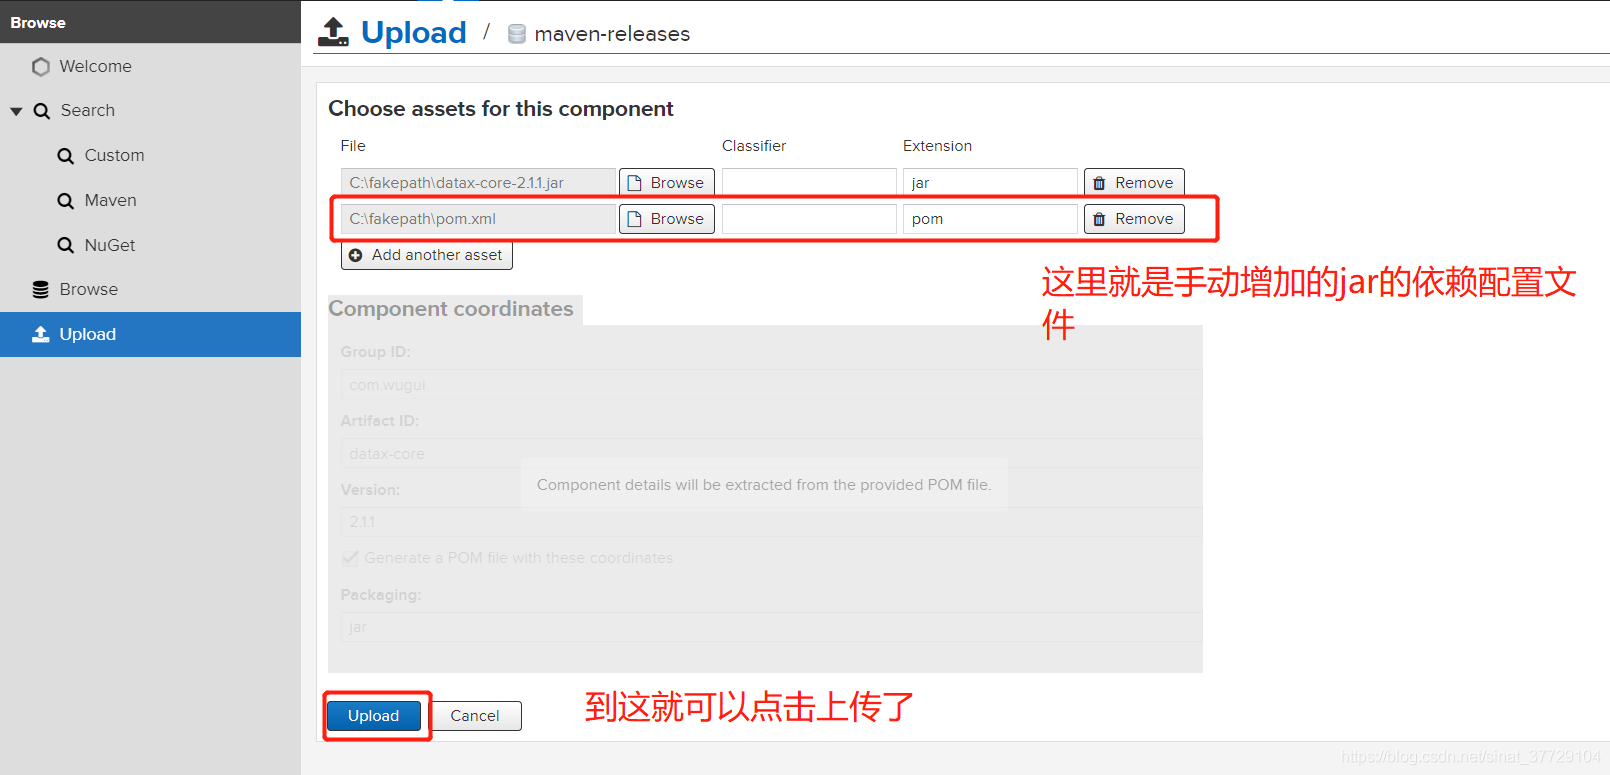 Browse
Welcome
Search
Custom
Maven
NuGet
Browse
Upload
Upload / maven-releases
Choose assets for this component
File Classifier Extension
C:\fakepath\datax-core-2.1.1.jar Browse jar Remove
C:\fakepath\pom.xml Browse pom Remove
Add another asset
这里就是手动增加的jar的依赖配置文
件
Component coordinates
Group ID:
com.wugui
Artifact ID:
datax-core
Component details will be extracted from the provided POM file.
Version:
2.1.1
Generate a POM file with these coordinates
Packaging:
jar
Upload Cancel
到这就可以点击上传了
https://blog.csdn.net/sinat_37729104